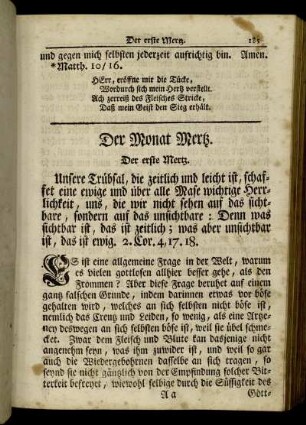 Der erste Mertz. 185
und gegen mich selbsten jederzeit aufrichtig bin. Amen.
*Matth. 10/16.
HErr, eröffne mir die Tücke,
Wordurch sich mein Hertz verstellt.
Ach zerreiß des Fleisches Stricke,
Daß mein Geist den Sieg erhält.
Der Monat Mertz.
Der erste Mertz.
Unsere Trübsal, die zeitlich und leicht ist, schaf-
fet eine ewige und über alle Mase wichtige Herr-
lichkeit, uns, die wir nicht sehen auf das sicht-
bare, sondern auf das unsichtbare: Denn was
sichtbar ist, das ist zeitlich; was aber unsichtbar
ist, das ist ewig. 2. Cor. 4, 17. 18.
ES ist eine allgemeine Frage in der Welt, warum
es vielen gottlosen allhier besser gehe, als den
Frommen? Aber diese Frage beruhet auf einem
gantz falschen Grunde, indem darinnen etwas vor böse
gehalten wird, welches an sich selbsten nicht böse ist,
nemlich das Creutz und Leiden, so wenig, als eine Artze-
ney deswegen an sich selbsten böse ist, weil sie übel schme-
cket. Zwar dem Fleisch und Blute kan dasjenige nicht
angenehm seyn, was ihm zuwider ist, und weil so gar
auch die Wiedergebohrnen dasselbe an sich tragen, so
seynd sie nicht gänglich von der Empfindung solcher Bit-
terkeit befreyet, wiewohl selbige durch die Süßigkeit des
A a Gött-